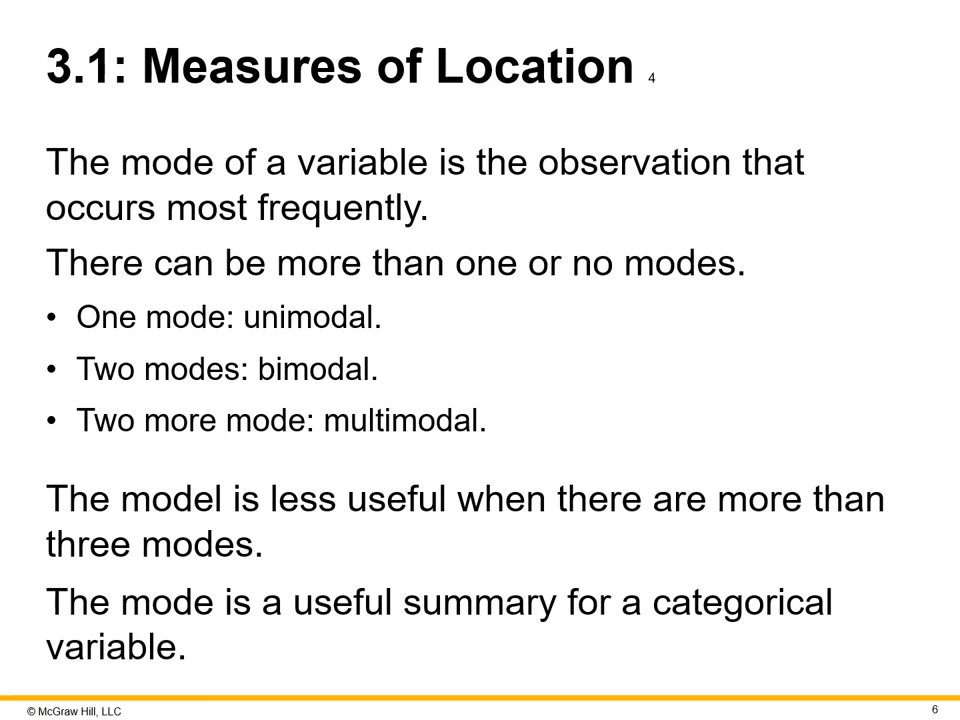 3.1: Measures of Location 4
The mode of a variable is the observation that
occurs most frequently.
There can be more than one or no modes.
• One mode: unimodal.
• Two modes: bimodal.
• Two more mode: multimodal.
The model is less useful when there are more than
three modes.
The mode is a useful summary for a categorical
variable.
© McGraw Hill, LLC
6